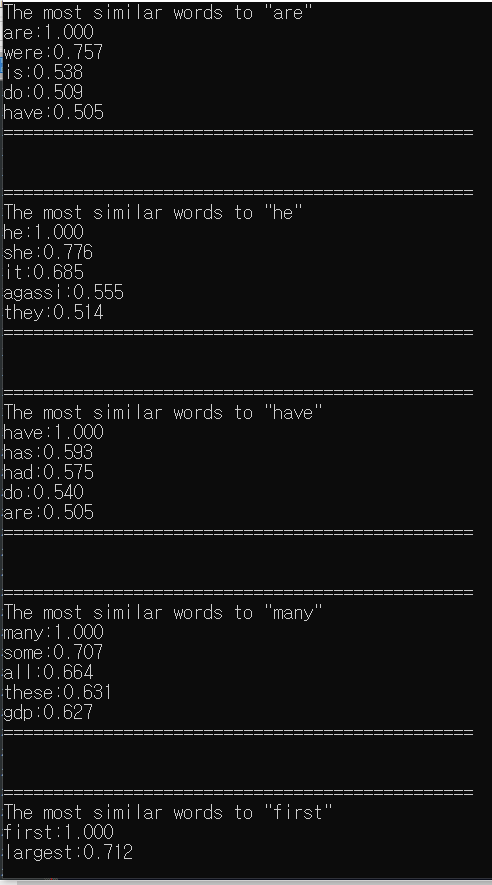 The most similar words to "are"
are:1.000
were:0.757
is:0.538
do:0.509
have:0.505
===============================================
===============================================
The most similar words to "he"
he:1.000
she:0.776
it:0.685
agassi:0.555
they:0.514
===============================================
===============================================
The most similar words to "have"
have:1.000
has:0.593
had:0.575
do:0.540
are:0.505
===============================================
===============================================
The most similar words to "many"
many:1.000
some:0.707
all:0.664
these:0.631
gdp:0.627
===============================================
===============================================
The most similar words to "first"
first:1.000
largest:0.712